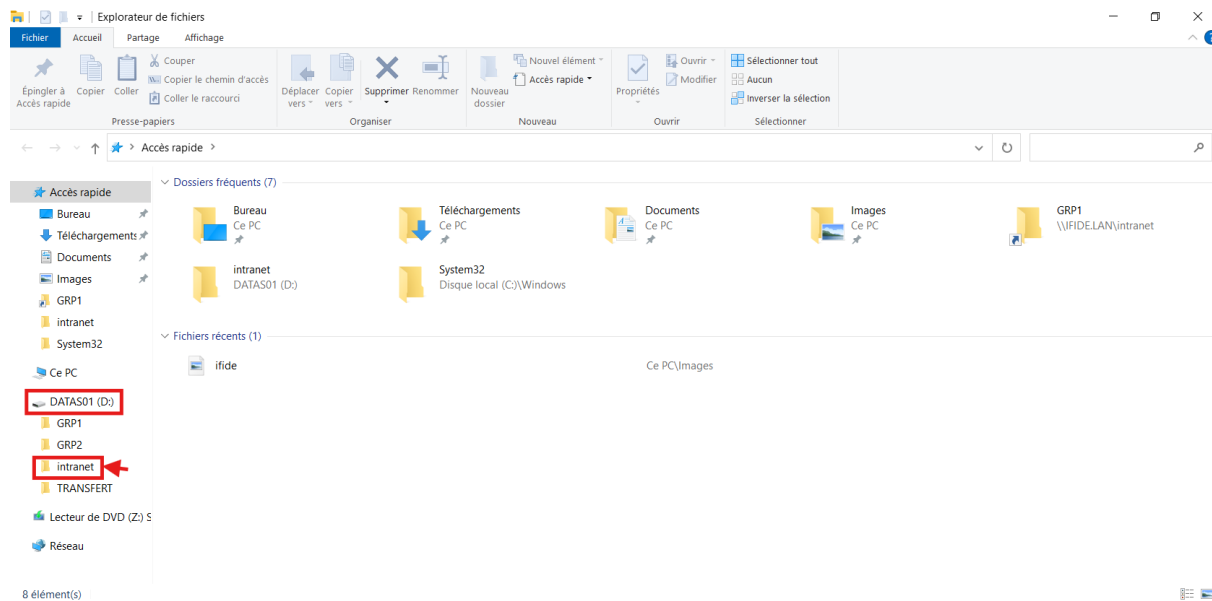 Explorateur de fichiers
Fichier Accueil Partage Affichage
Épingler à Accès rapide
Copier
Coller
Couper
Copier le chemin d'accès
Coller le raccourci
Déplacer vers
Copier vers
Supprimer
Renommer
Nouveau dossier
Nouvel élément
Accès rapide
Propriétés
Ouvrir
Modifier
Sélectionner tout
Aucun
Inverser la sélection
Presse-papiers Organiser Nouveau Ouvrir Sélectionner
Accès rapide
Accès rapide
Bureau
Téléchargements
Documents
Images
GRP1
intranet
System32
Ce PC
DATAS01 (D:)
GRP1
GRP2
intranet
TRANSFERT
Lecteur de DVD (Z:) S
Réseau
Dossiers fréquents (7)
Bureau
Ce PC
Téléchargements
Ce PC
Documents
Ce PC
Images
Ce PC
GRP1
\\IFIDE.LAN\intranet
intranet
DATAS01 (D:)
System32
Disque local (C:)\Windows
Fichiers récents (1)
ifide Ce PC\Images
8 élément(s)